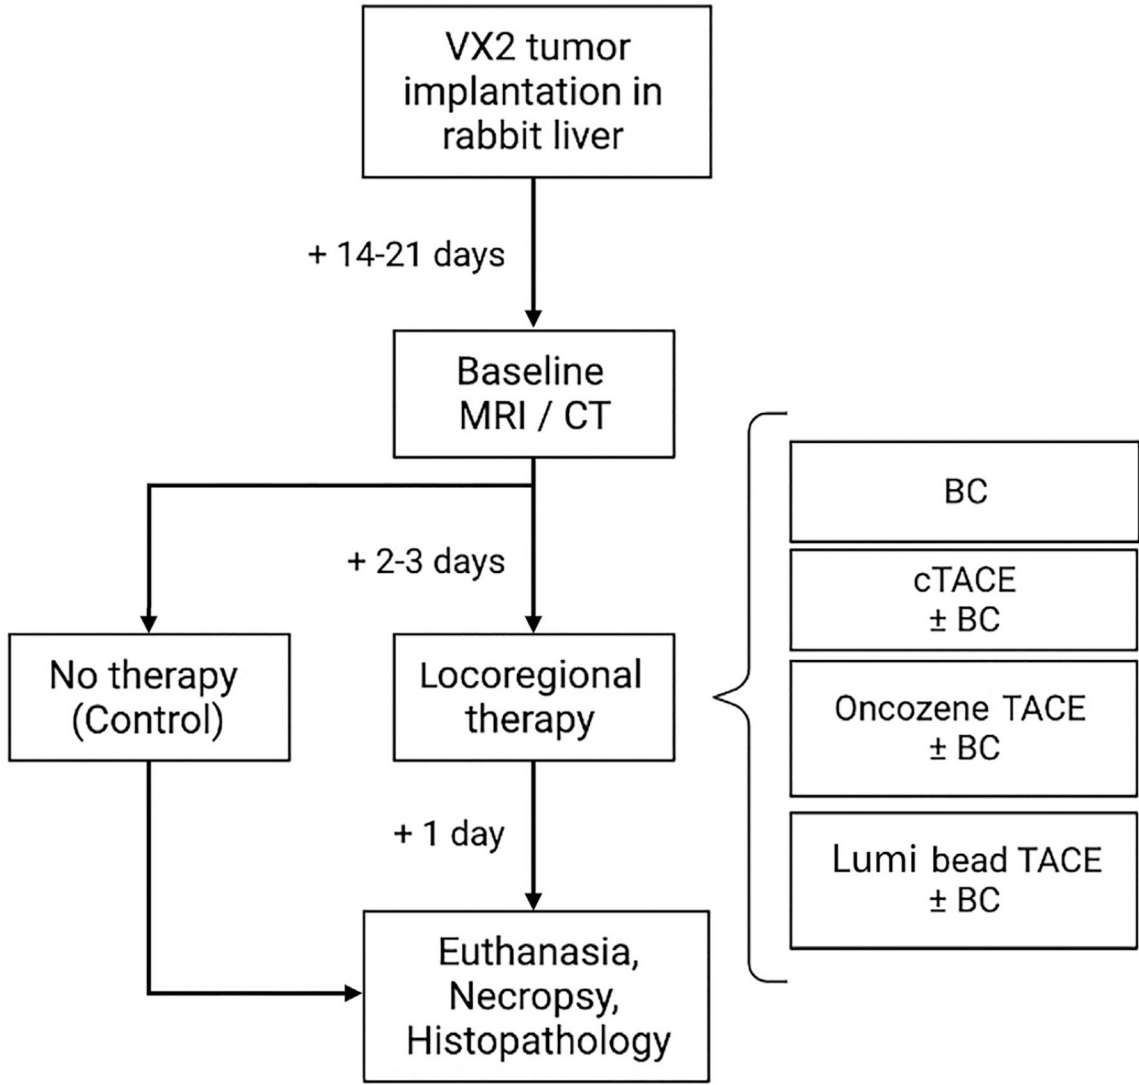 VX2 tumor
implantation in
rabbit liver
+ 14-21 days
Baseline
MRI / CT
+ 2-3 days
No therapy
(Control)
Locoregional
therapy
+ 1 day
Euthanasia,
Necropsy,
Histopathology
BC
cTACE
± BC
Oncozene TACE
± BC
Lumi bead TACE
± BC